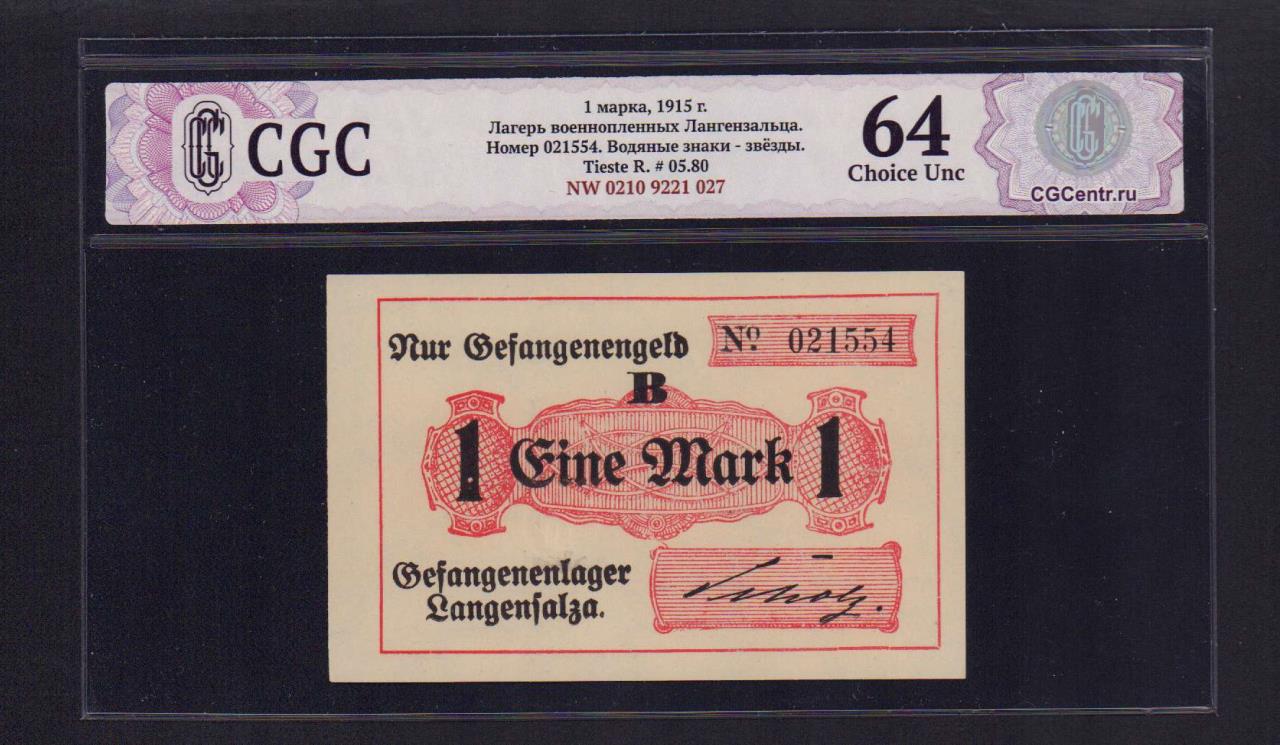 CGC
1 марка, 1915 г.
Лагерь военнопленных Лангензальца.
Номер 021554. Водяные знаки - звёзды.
Tieste R. # 05.80
NW 0210 9221 027
64
Choice Unc
CGC
CGCentr.ru
Nur Gefangenengeld
Nº. 021554
B
1 Eine Mark 1
Gefangenenlager
Langenſalza.